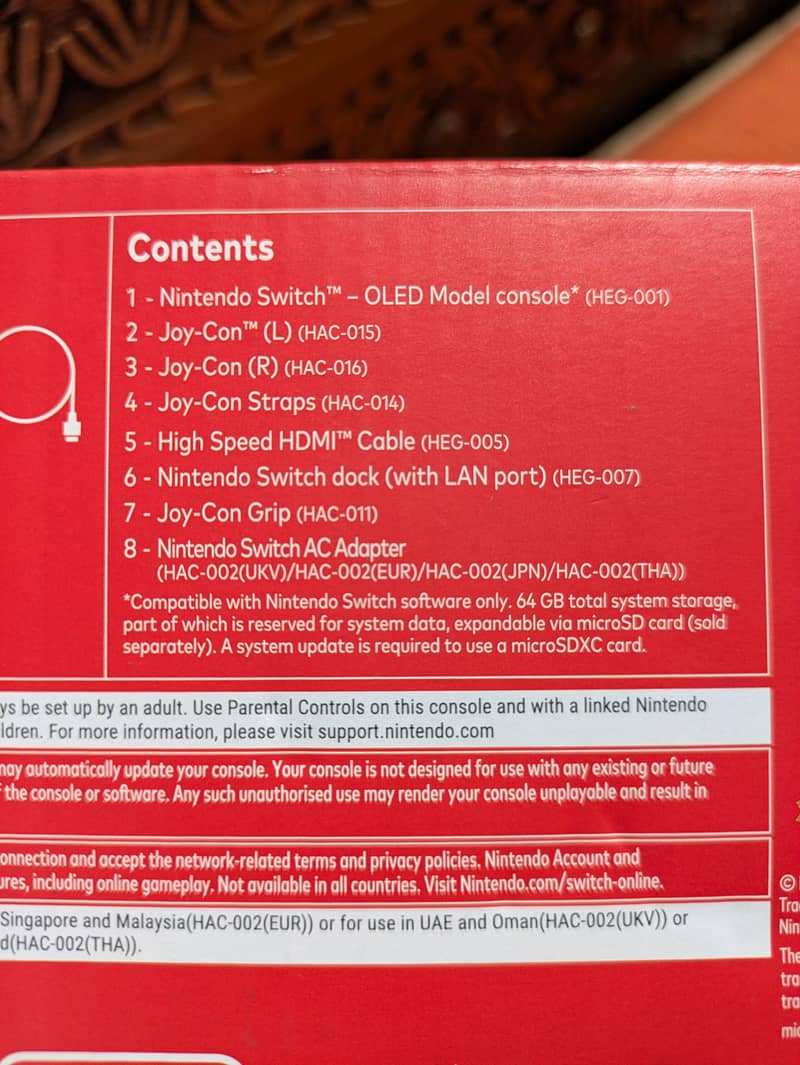 Contents
1 - Nintendo Switch™ – OLED Model console* (HEG-001)
2 - Joy-Con™ (L) (HAC-015)
3 - Joy-Con (R) (HAC-016)
4 - Joy-Con Straps (HAC-014)
5 - High Speed HDMI™ Cable (HEG-005)
6 - Nintendo Switch dock (with LAN port) (HEG-007)
7 - Joy-Con Grip (HAC-011)
8 - Nintendo Switch AC Adapter
(HAC-002(UKV)/HAC-002(EUR)/HAC-002(JPN)/HAC-002(THA))
*Compatible with Nintendo Switch software only. 64 GB total system storage,
part of which is reserved for system data, expandable via microSD card (sold
separately). A system update is required to use a microSDXC card.
ys be set up by an adult. Use Parental Controls on this console and with a linked Nintendo
ldren. For more information, please visit support.nintendo.com
may automatically update your console. Your console is not designed for use with any existing or future
the console or software. Any such unauthorised use may render your console unplayable and result in
onnection and accept the network-related terms and privacy policies. Nintendo Account and
ures, including online gameplay. Not available in all countries. Visit Nintendo.com/switch-online.
Singapore and Malaysia(HAC-002(EUR)) or for use in UAE and Oman(HAC-002(UKV)) or
d(HAC-002(THA)).
©
Tra
Nin
The
tra
tra
mic